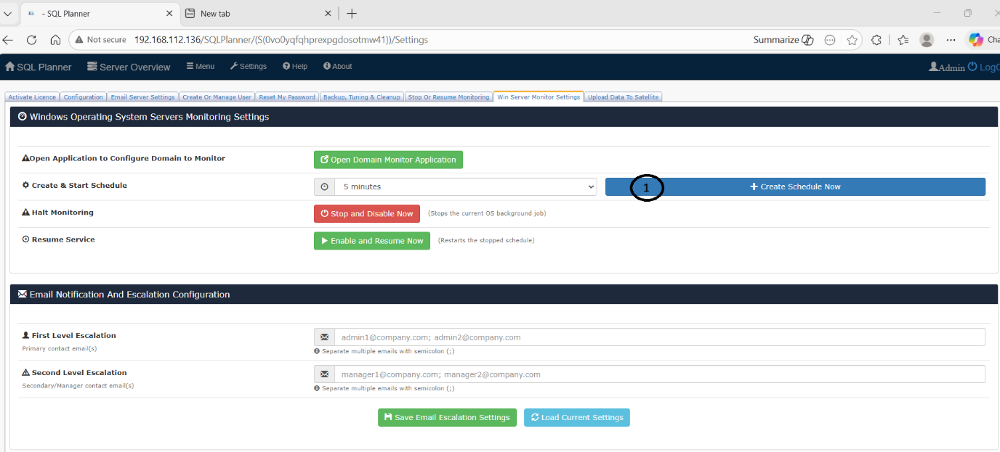 - SQL Planner
New tab
Not secure 192.168.112.136/SQLPlanner/(S(0vo0yqfqhprexpgdosotmw41))/Settings Summarize
SQL Planner Server Overview Menu Settings Help About Admin
Activate Licence Configuration Email Server Settings Create Or Manage User Reset My Password Backup, Tuning & Cleanup Stop Or Resume Monitoring Win Server Monitor Settings Upload Data To Satellite
Windows Operating System Servers Monitoring Settings
Open Application to Configure Domain to Monitor Open Domain Monitor Application
Create & Start Schedule 5 minutes 1 + Create Schedule Now
Halt Monitoring Stop and Disable Now (Stops the current OS background job)
Resume Service Enable and Resume Now (Restarts the stopped schedule)
Email Notification And Escalation Configuration
First Level Escalation admin1@company.com; admin2@company.com
Primary contact email(s) Separate multiple emails with semicolon (;)
Second Level Escalation manager1@company.com; manager2@company.com
Secondary/Manager contact email(s) Separate multiple emails with semicolon (;)
Save Email Escalation Settings Load Current Settings